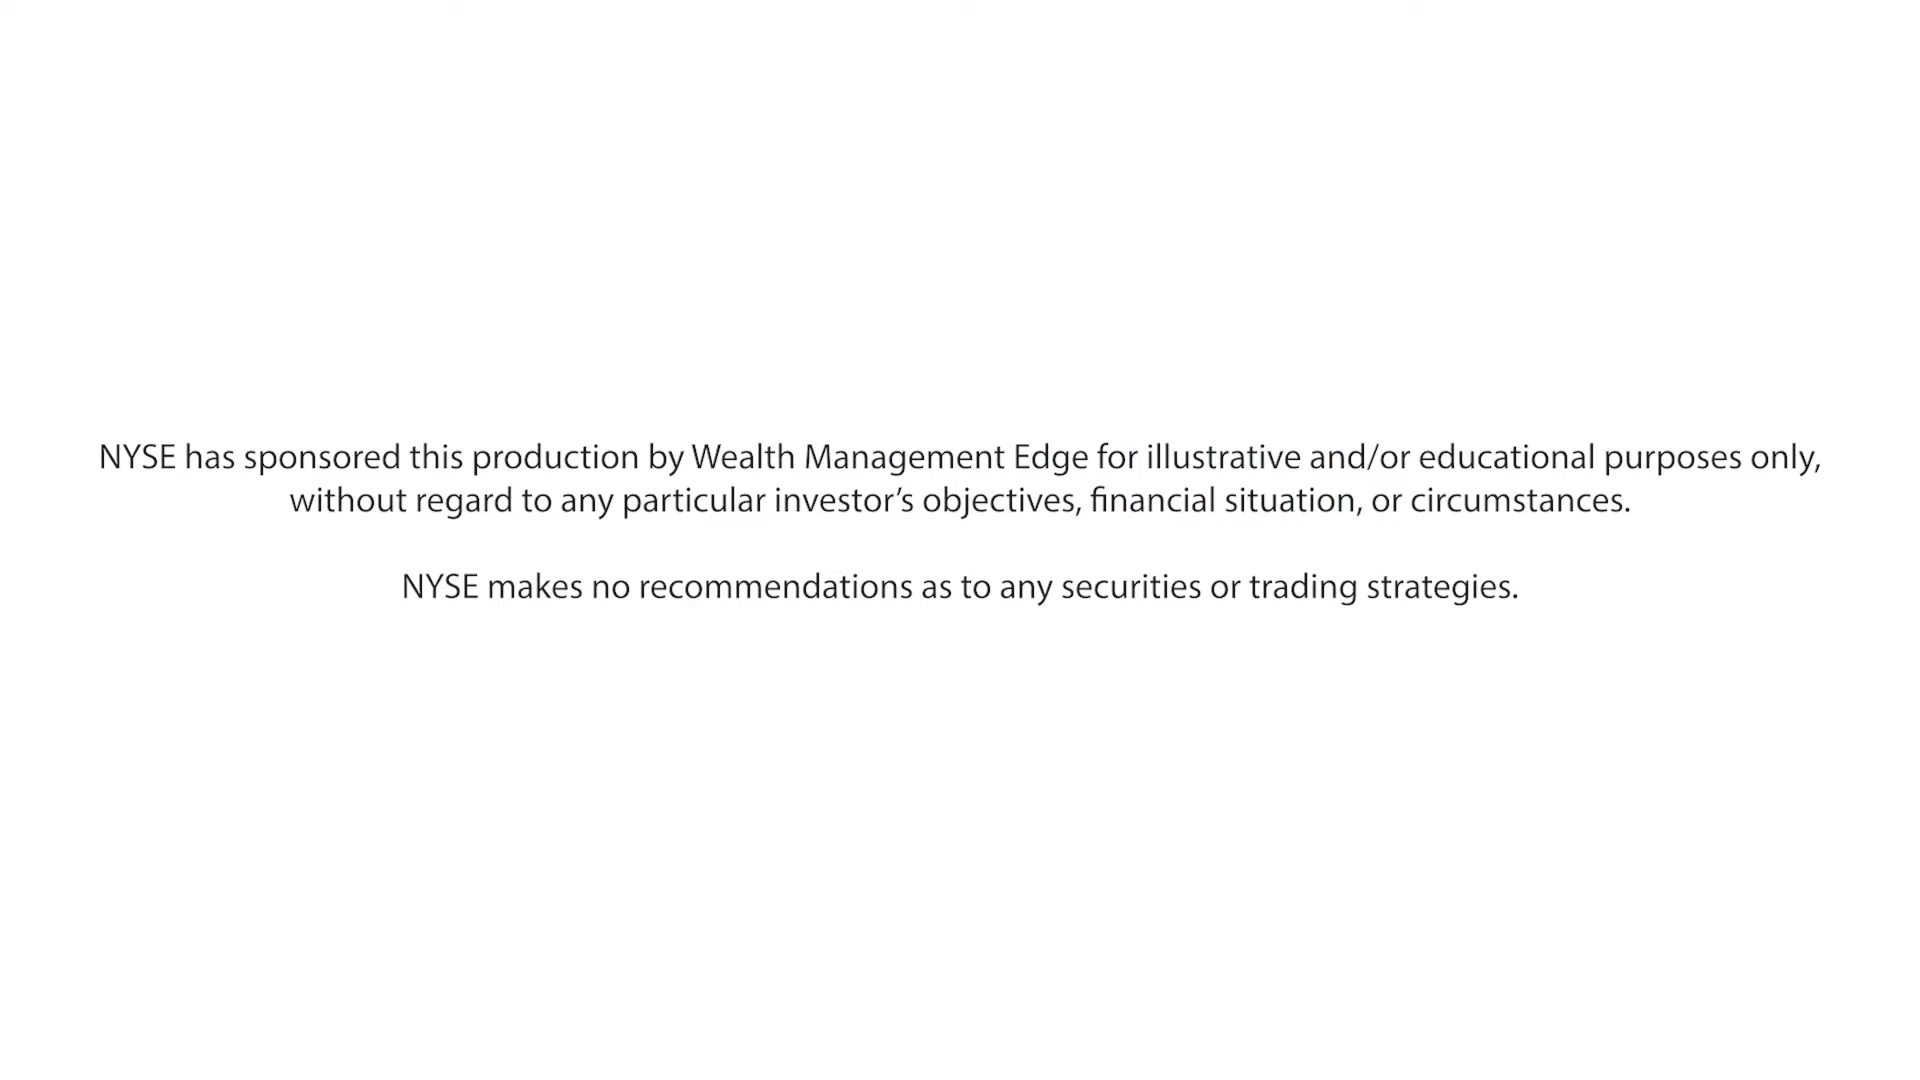 NYSE has sponsored this production by Wealth Management Edge for illustrative and/or educational purposes only,
without regard to any particular investor’s objectives, financial situation, or circumstances.
NYSE makes no recommendations as to any securities or trading strategies.